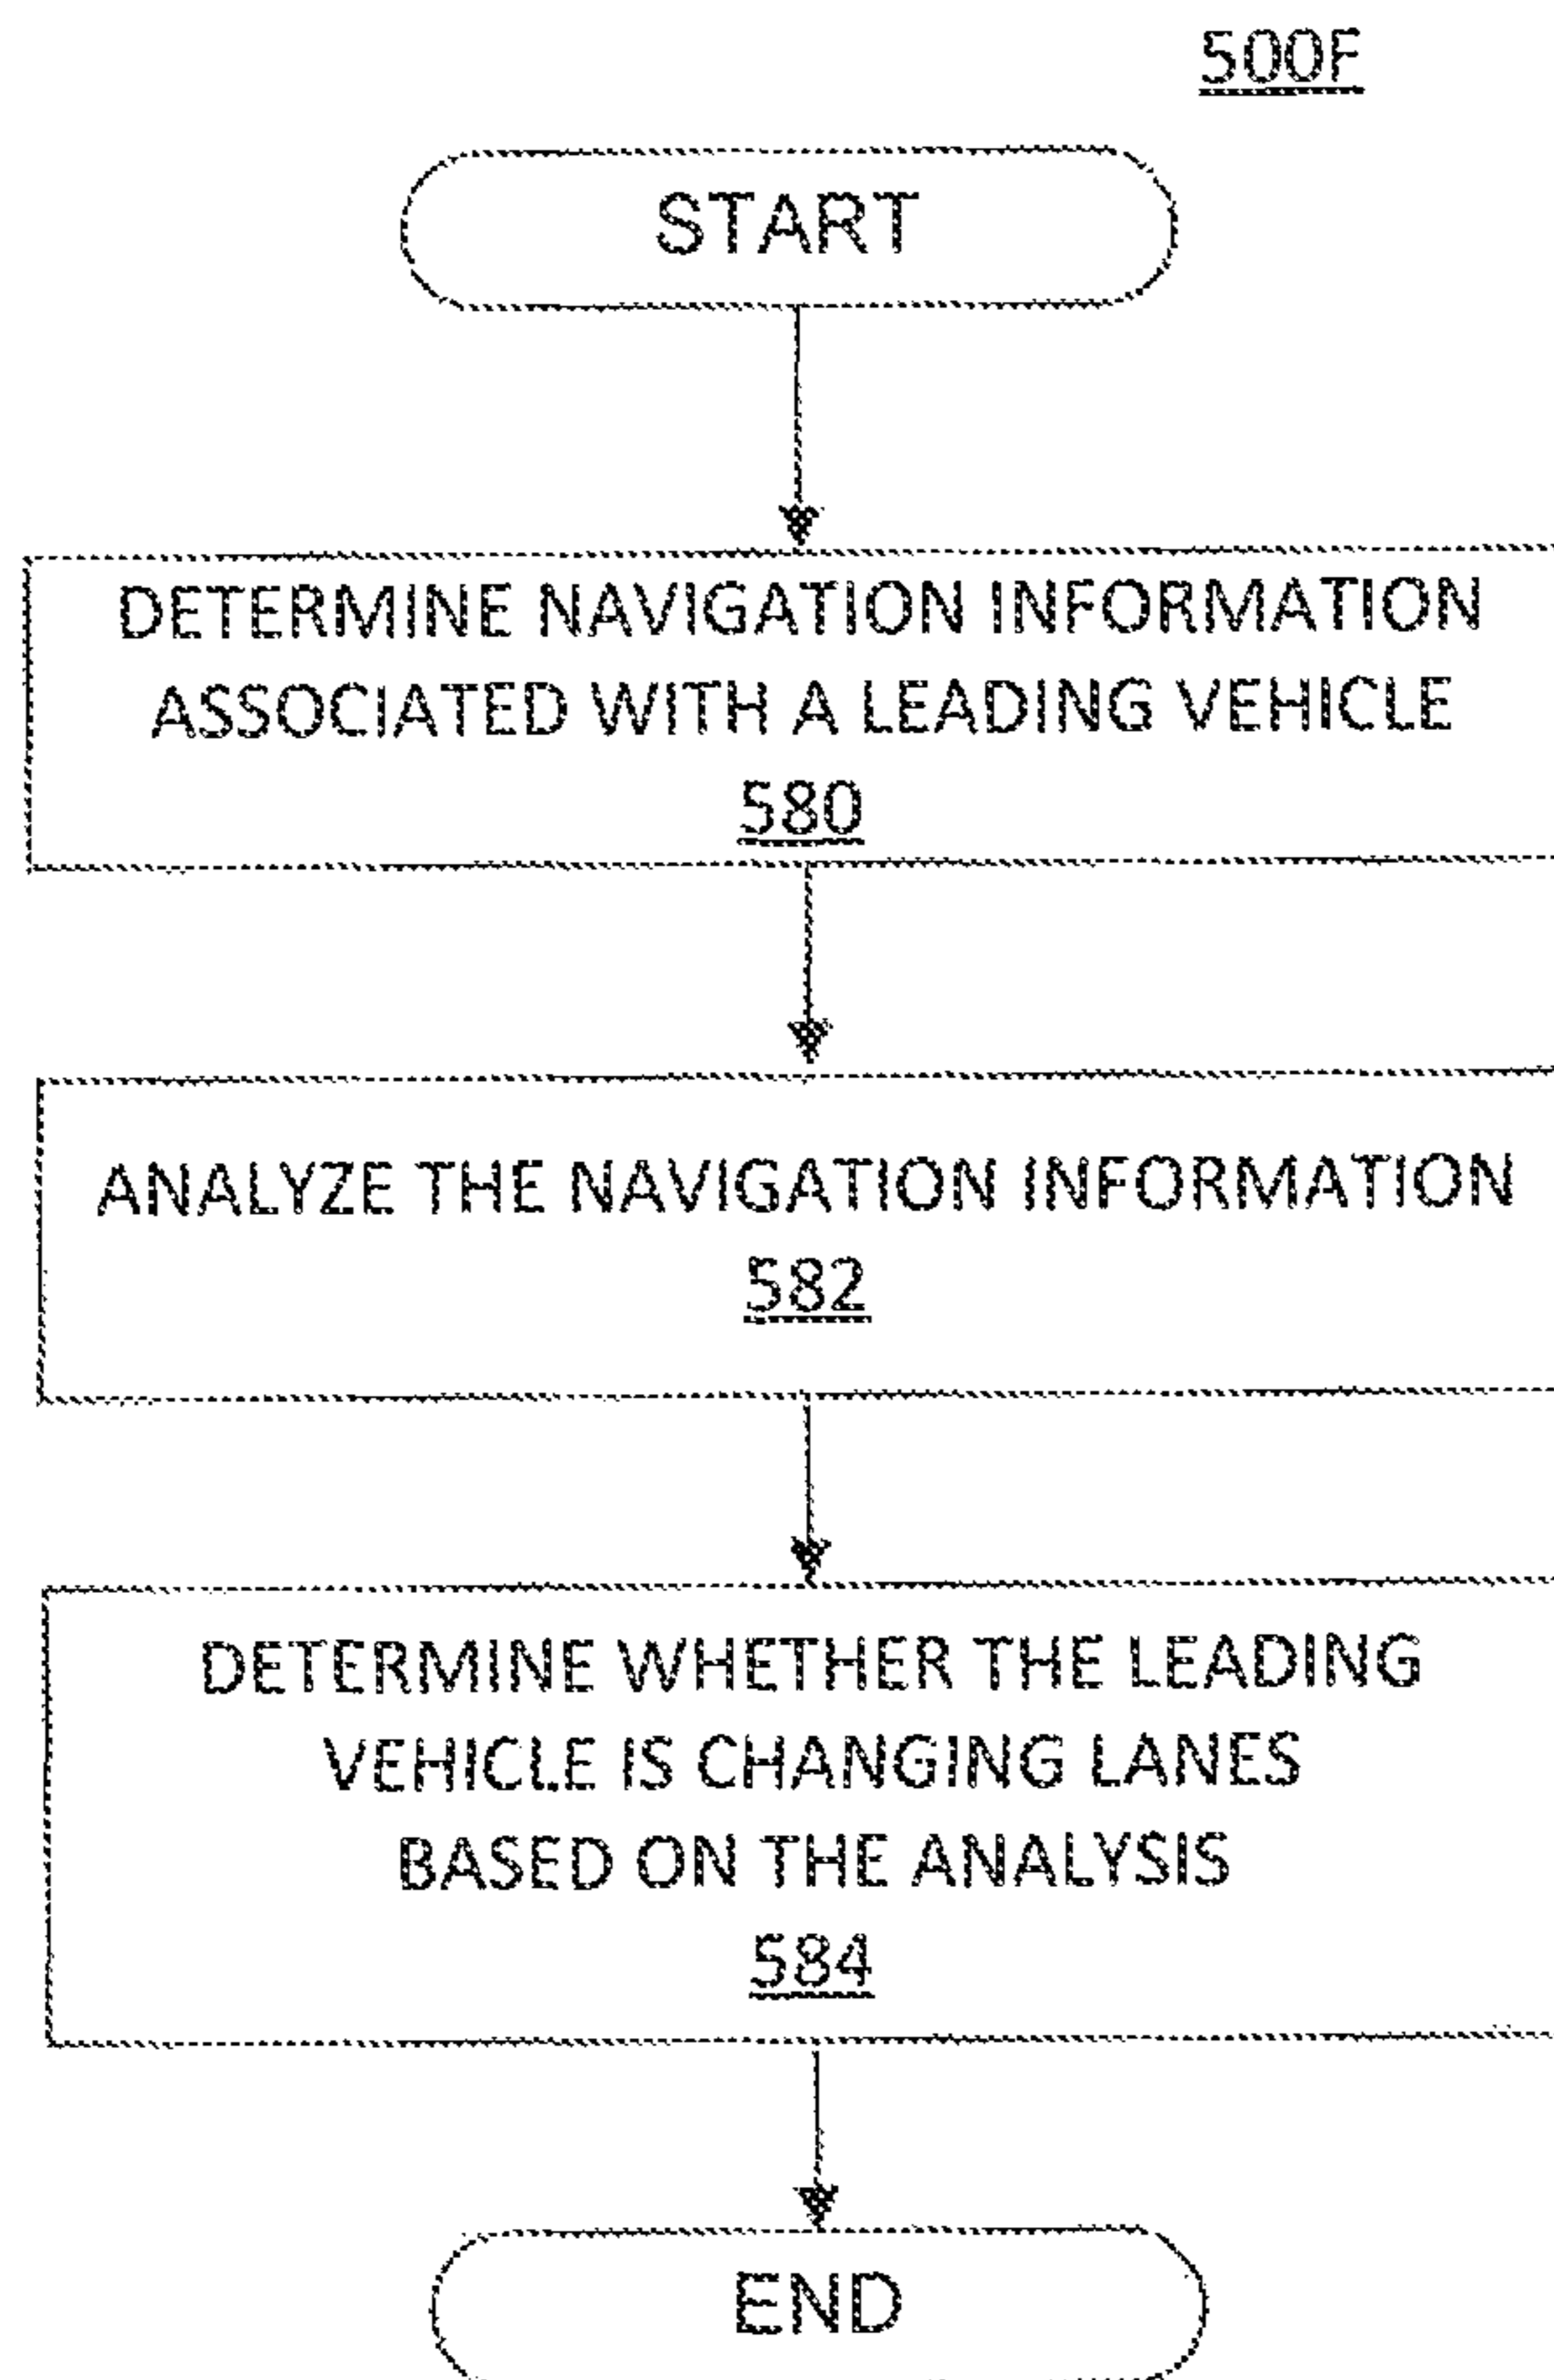 500F
START
DETERMINE NAVIGATION INFORMATION
ASSOCIATED WITH A LEADING VEHICLE
580
ANALYZE THE NAVIGATION INFORMATION
582
DETERMINE WHETHER THE LEADING
VEHICLE IS CHANGING LANES
BASED ON THE ANALYSIS
584
END